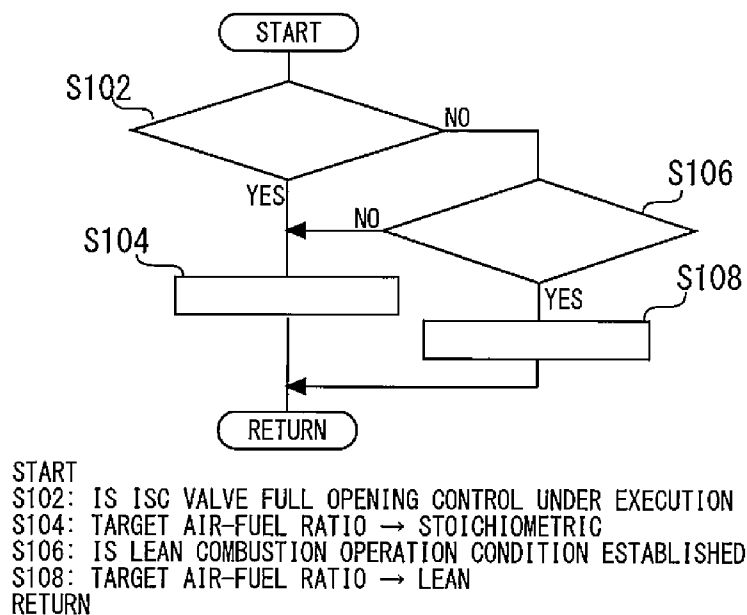 START
S102
NO
YES
S106
NO
S104
YES
S108
RETURN
START
S102: IS ISC VALVE FULL OPENING CONTROL UNDER EXECUTION
S104: TARGET AIR-FUEL RATIO → STOICHIOMETRIC
S106: IS LEAN COMBUSTION OPERATION CONDITION ESTABLISHED
S108: TARGET AIR-FUEL RATIO → LEAN
RETURN